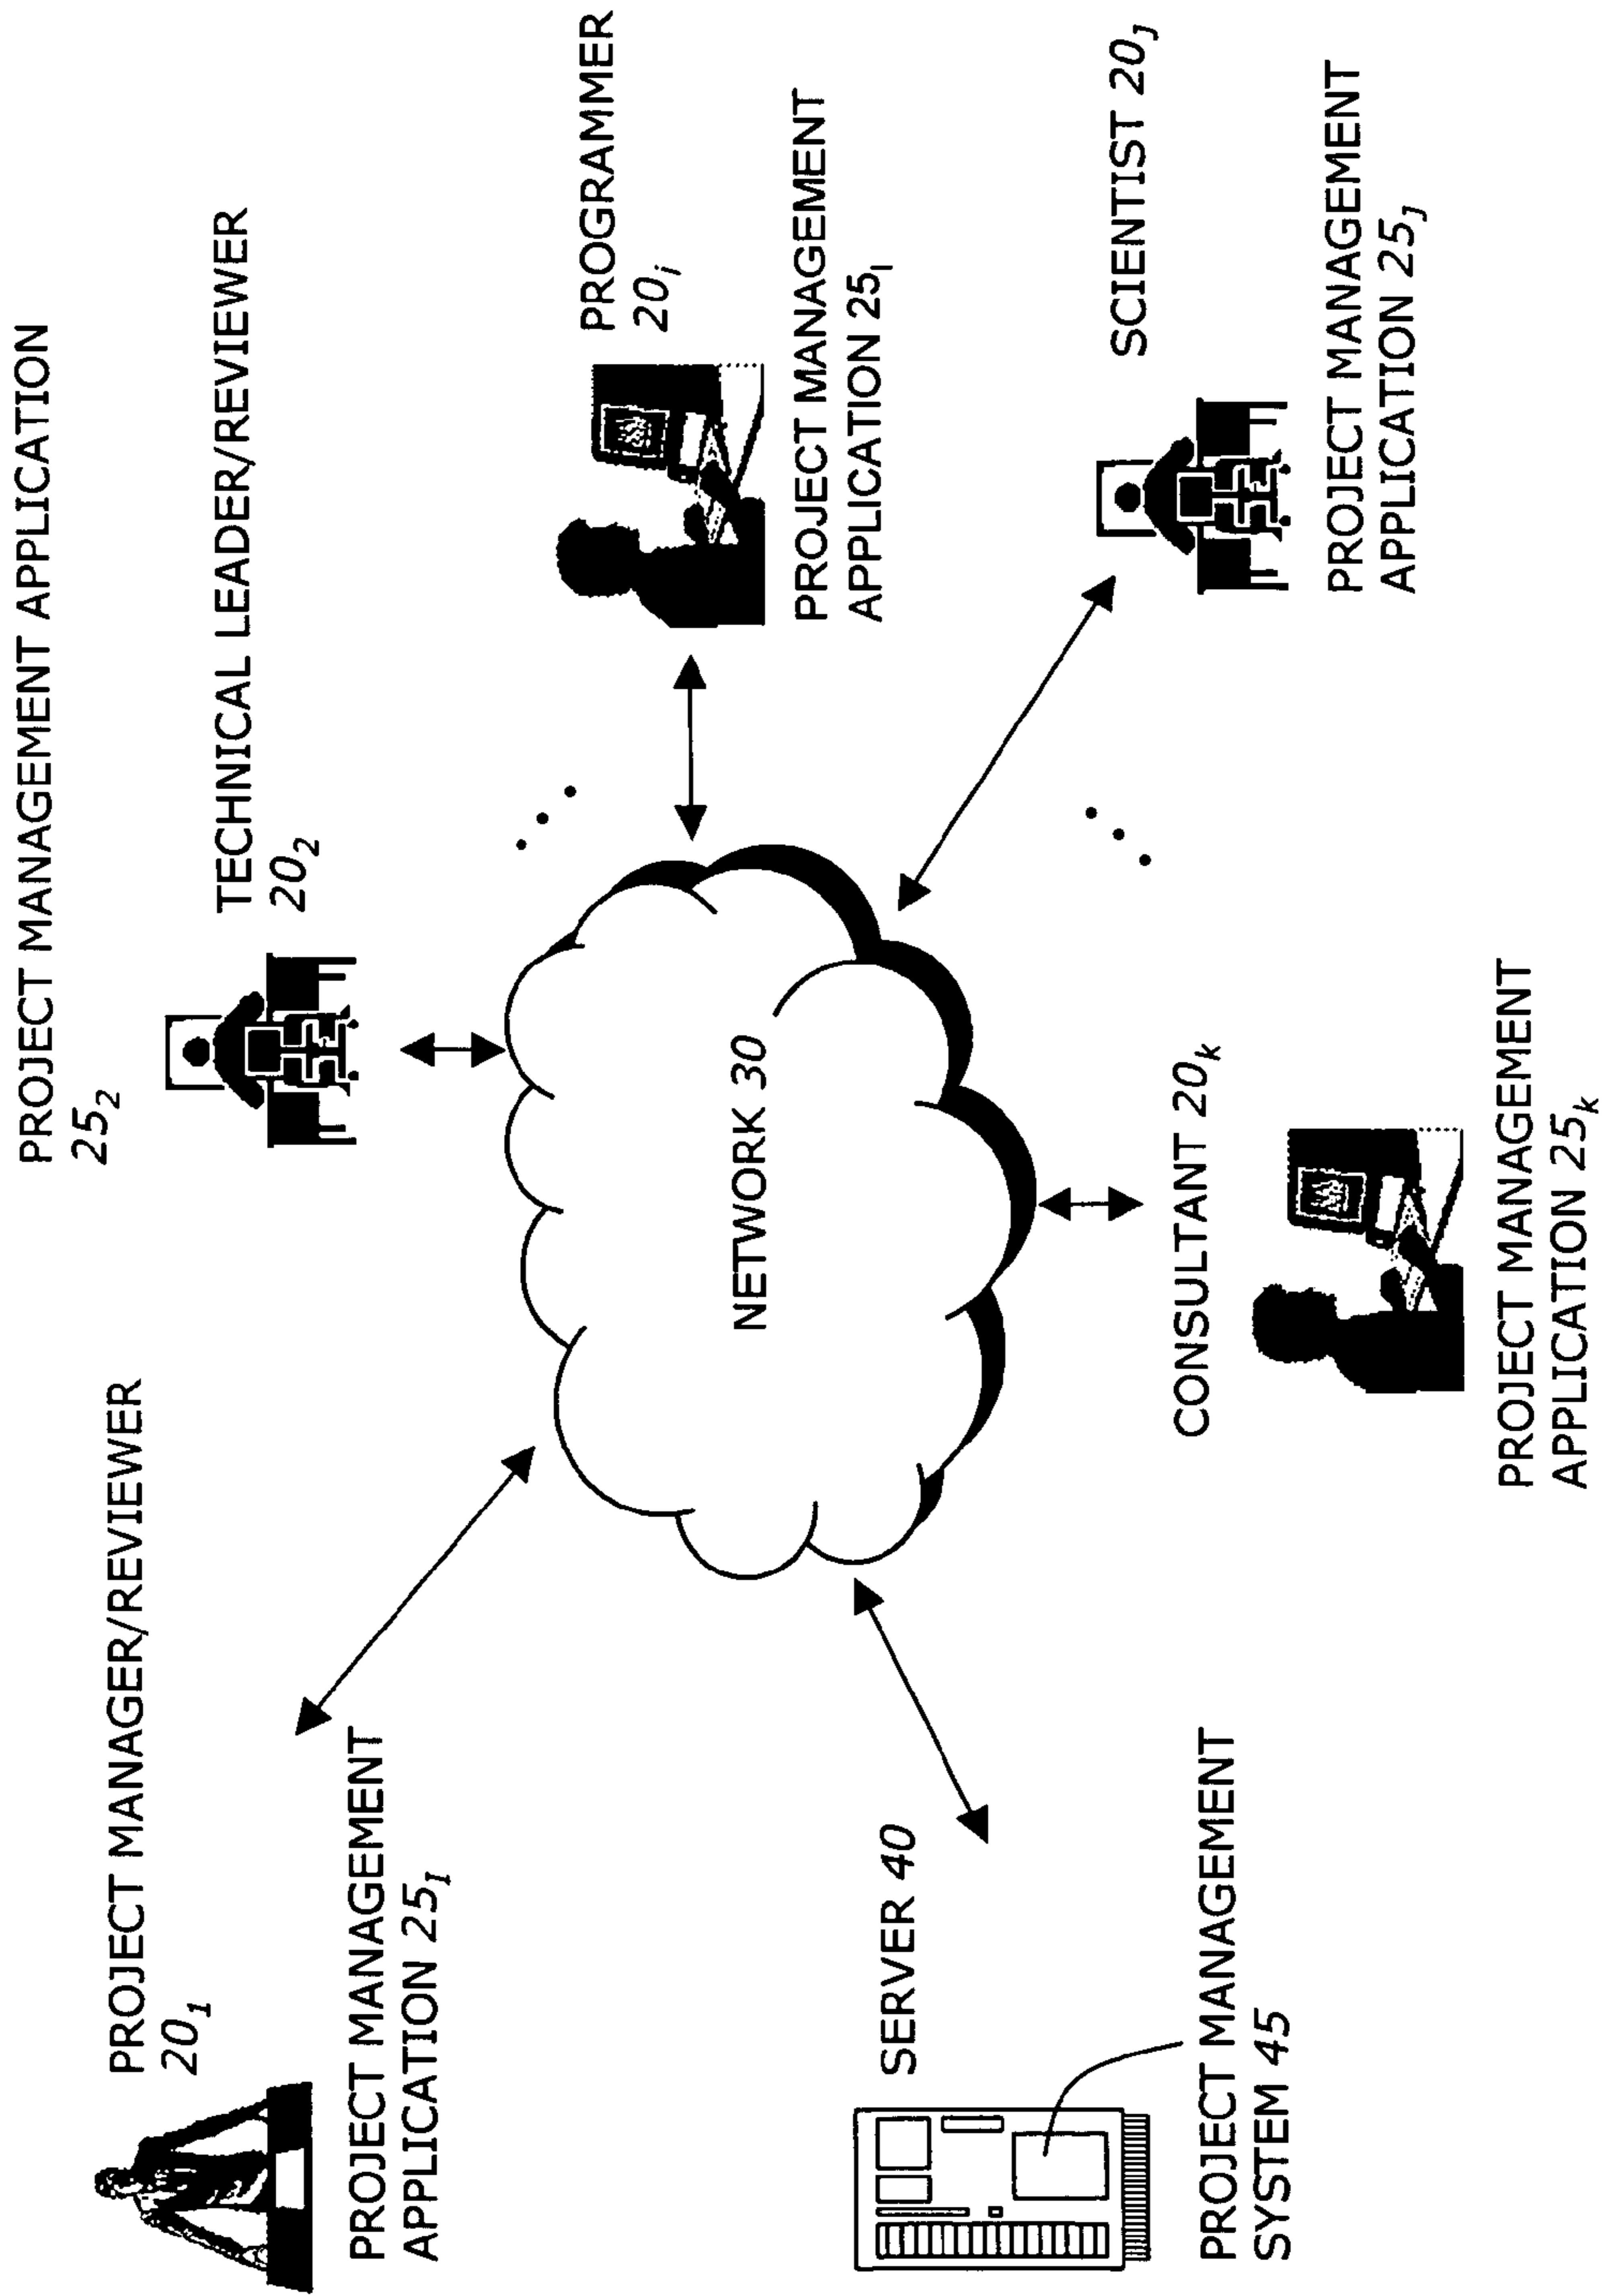 PROJECT MANAGEMENT APPLICATION
25₂
PROJECT MANAGER/REVIEWER
20₁
TECHNICAL LEADER/REVIEWER
20₂
PROJECT MANAGEMENT
APPLICATION 25I
PROGRAMMER
20i
PROJECT MANAGEMENT
APPLICATION 25I
NETWORK 30
SERVER 40
SCIENTIST 20J
CONSULTANT 20k
PROJECT MANAGEMENT
SYSTEM 45
PROJECT MANAGEMENT
APPLICATION 25J
PROJECT MANAGEMENT
APPLICATION 25k